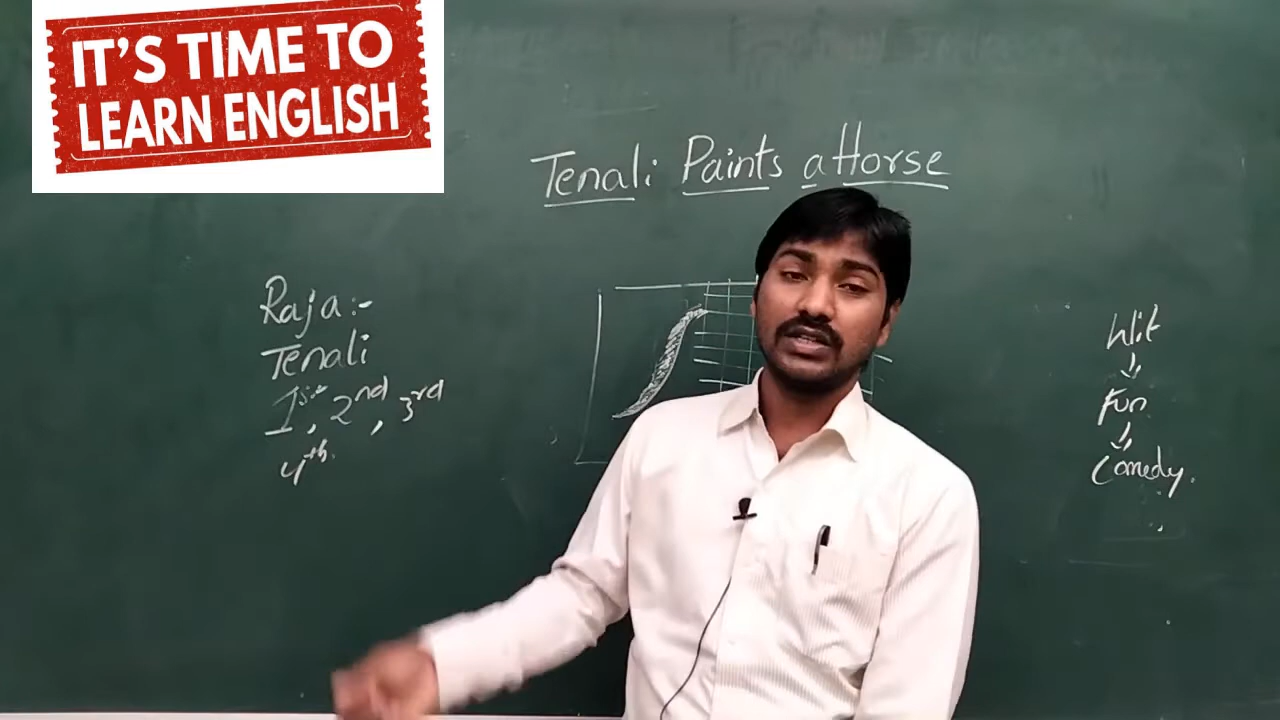 IT'S TIME TO
LEARN ENGLISH
Tenali Paints a Horse
Raja:-
Tenali
1st, 2nd, 3rd
4th
Wit
Fun
Comedy.